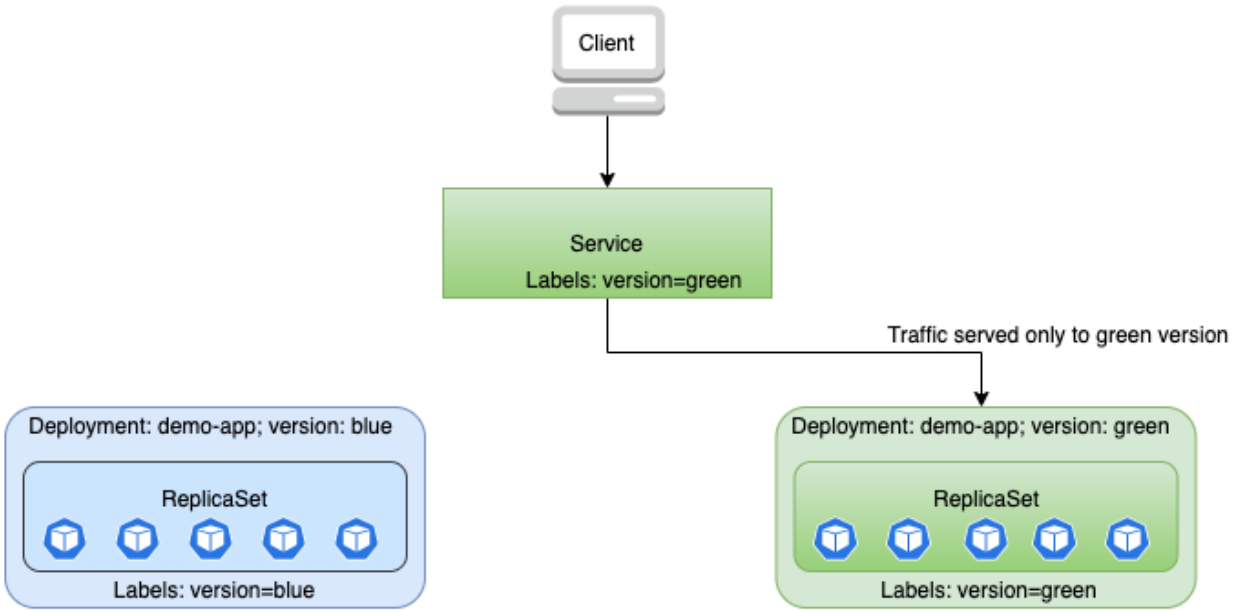 Client
Service
Labels: version=green
Traffic served only to green version
Deployment: demo-app; version: blue
ReplicaSet
Labels: version=blue
Deployment: demo-app; version: green
ReplicaSet
Labels: version=green